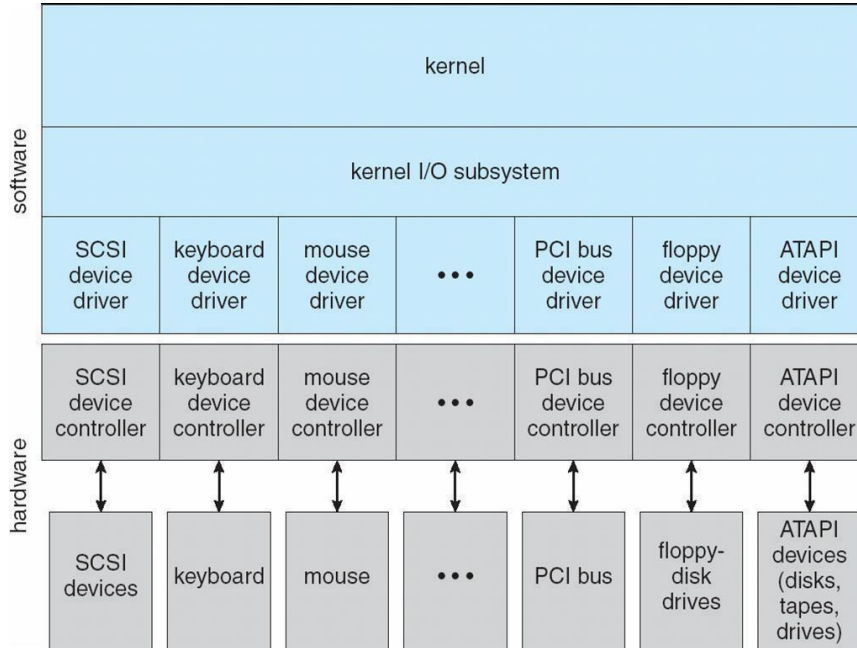 software
kernel
kernel I/O subsystem
SCSI
device
driver
keyboard
device
driver
mouse
device
driver
•••
PCI bus
device
driver
floppy
device
driver
ATAPI
device
driver
hardware
SCSI
device
controller
keyboard
device
controller
mouse
device
controller
•••
PCI bus
device
controller
floppy
device
controller
ATAPI
device
controller
SCSI
devices
keyboard
mouse
•••
PCI bus
floppy-
disk
drives
ATAPI
devices
(disks,
tapes,
drives)